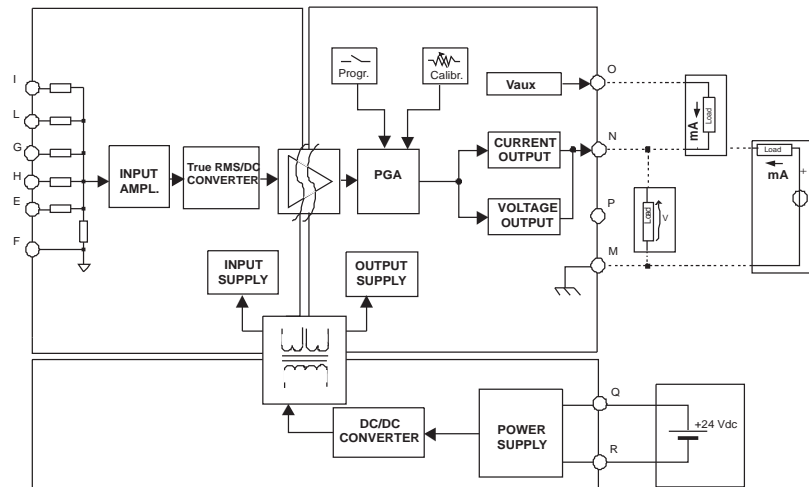 I
L
G
H
E
F
INPUT
AMPL.
True RMS/DC
CONVERTER
Progr.
Calibr.
PGA
Vaux
CURRENT
OUTPUT
VOLTAGE
OUTPUT
O
N
P
M
mA
Load
Load
mA
+
Load
V
INPUT
SUPPLY
OUTPUT
SUPPLY
DC/DC
CONVERTER
POWER
SUPPLY
Q
R
+24 Vdc